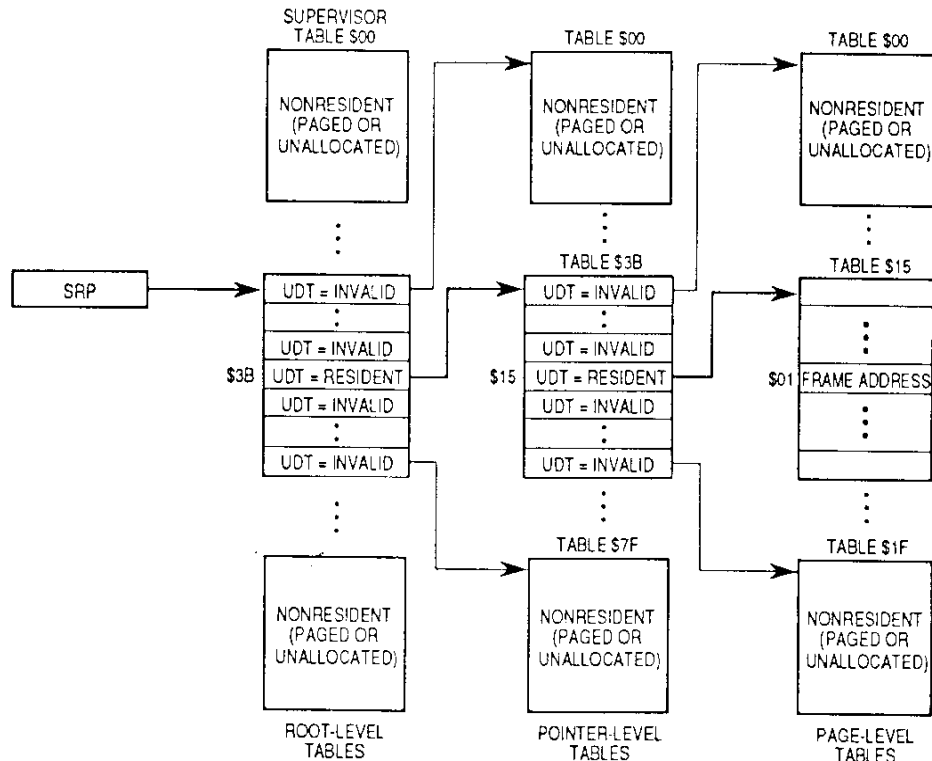 SUPERVISOR
TABLE $00
NONRESIDENT
(PAGED OR
UNALLOCATED)
SRP
UDT = INVALID
UDT = INVALID
$3B
UDT = RESIDENT
UDT = INVALID
UDT = INVALID
NONRESIDENT
(PAGED OR
UNALLOCATED)
ROOT-LEVEL
TABLES
TABLE $00
NONRESIDENT
(PAGED OR
UNALLOCATED)
TABLE $3B
UDT = INVALID
UDT = INVALID
$15
UDT = RESIDENT
UDT = INVALID
UDT = INVALID
TABLE $7F
NONRESIDENT
(PAGED OR
UNALLOCATED)
POINTER-LEVEL
TABLES
TABLE $00
NONRESIDENT
(PAGED OR
UNALLOCATED)
TABLE $15
$01
FRAME ADDRESS
TABLE $1F
NONRESIDENT
(PAGED OR
UNALLOCATED)
PAGE-LEVEL
TABLES